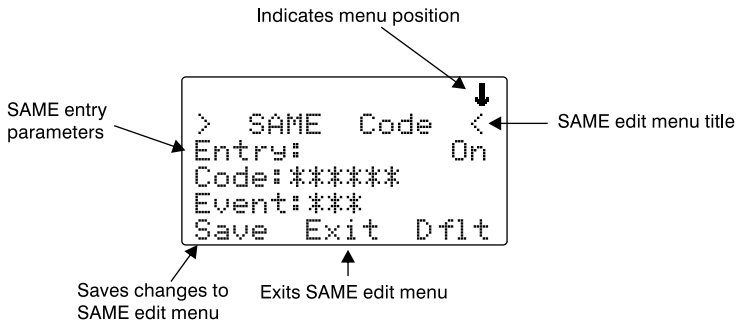 Indicates menu position
SAME entry
parameters
> SAME Code <
SAME edit menu title
Entry: On
Code:******
Event:***
Save Exit Dflt
Saves changes to
SAME edit menu
Exits SAME edit menu